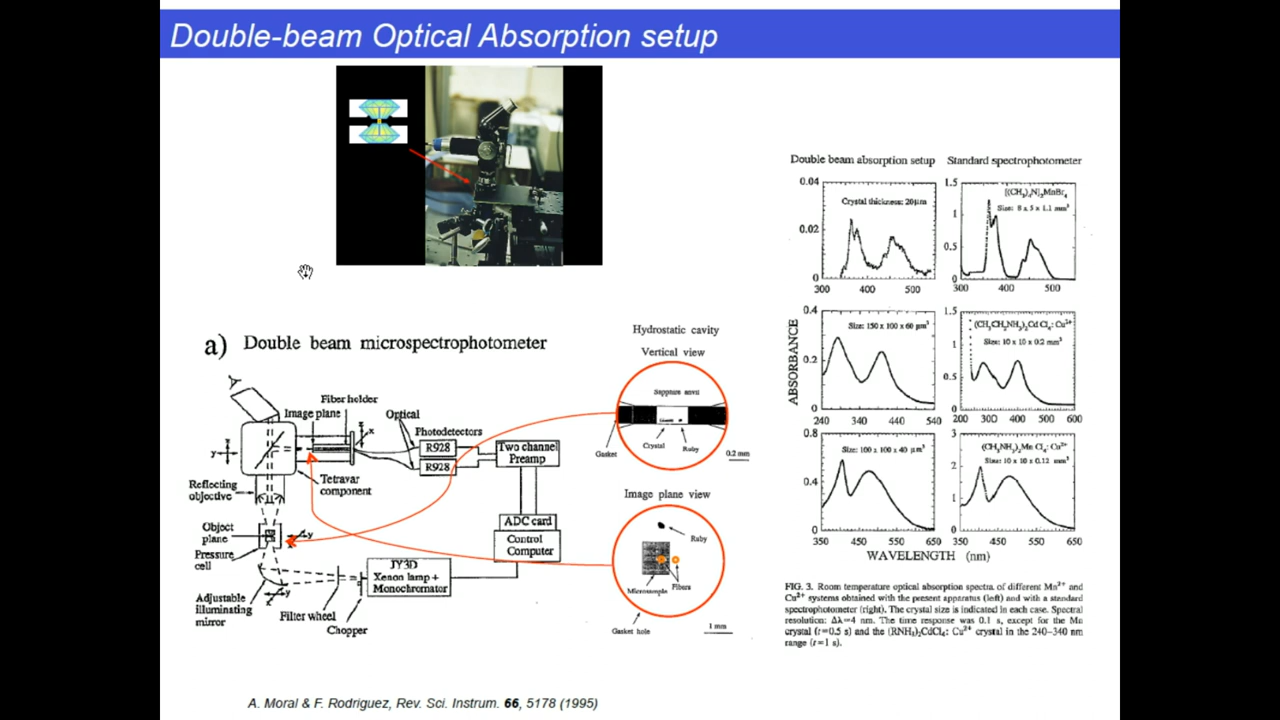 Double-beam Optical Absorption setup
a) Double beam microspectrophotometer
Fiber holder
Image plane
Optical
Photodetectors
R928
R928
Two channel
Preamp
Tetravar
component
Reflecting
objective
Object
plane
Pressure
cell
Adjustable
illuminating
mirror
Filter wheel
Chopper
JY3D
Xenon lamp +
Monochromator
ADC card
Control
Computer
x
y
x
y
Hydrostatic cavity
Vertical view
Sapphire anvil
Gasket
Crystal
Ruby
0.2 mm
Image plane view
Ruby
Microsample
Fibers
Gasket hole
1 mm
Double beam absorption setup
Standard spectrophotometer
0.04
0.02
0
Crystal thickness: 20µm
300 400 500
1.5
1
0.5
0
[(CH3)4N]2MnBr4
Size: 8 x 5 x 1.1 mm³
300 400 500
0.4
0.2
0
Size: 150 x 100 x 60 µm³
240 340 440 540
1.5
1
0.5
0
(CH3CH2NH3)2CdCl4: Cu²⁺
Size: 10 x 10 x 0.2 mm³
200 300 400 500 600
0.8
0.4
0
Size: 100 x 100 x 40 µm³
350 450 550 650
3
2
1
0
(CH3NH3)2MnCl4: Cu²⁺
Size: 10 x 10 x 0.12 mm³
350 450 550 650
ABSORBANCE
WAVELENGTH (nm)
FIG. 3. Room temperature optical absorption spectra of different Mn²⁺ and
Cu²⁺ systems obtained with the present apparatus (left) and with a standard
spectrophotometer (right). The crystal size is indicated in each case. Spectral
resolution: Δλ=4 nm. The time response was 0.1 s, except for the Mn
crystal (t=0.5 s) and the (RNH3)2CdCl4: Cu²⁺ crystal in the 240–340 nm
range (t=1 s).
A. Moral & F. Rodríguez, Rev. Sci. Instrum. 66, 5178 (1995)